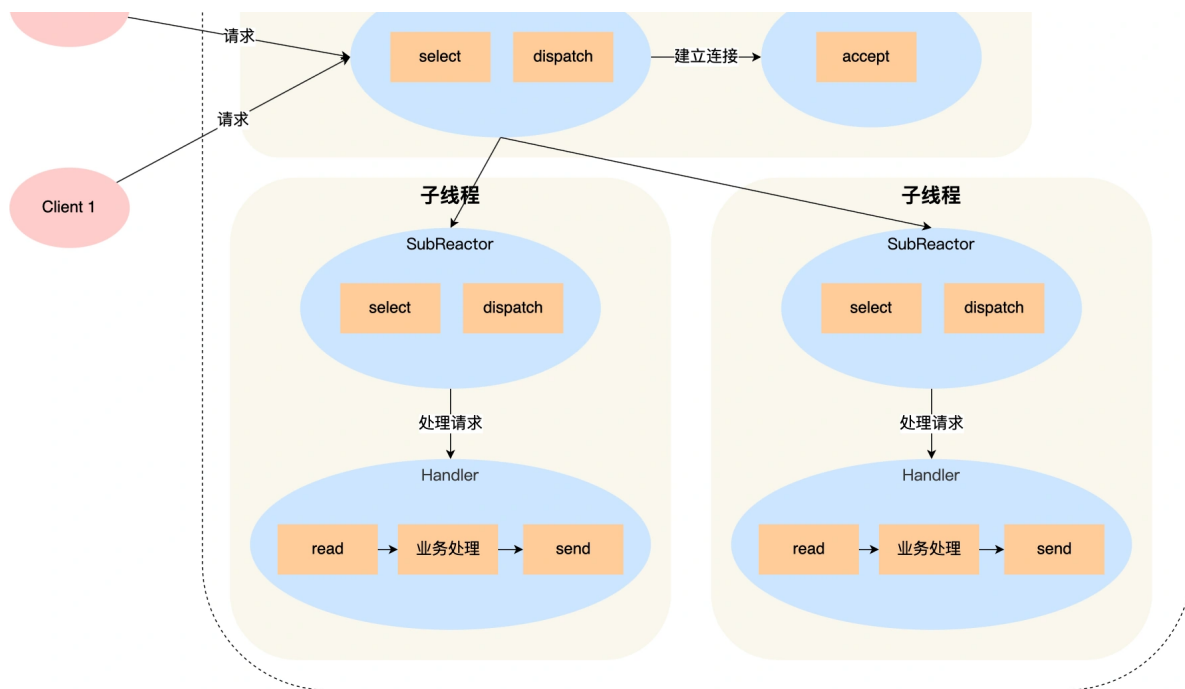 请求
select
dispatch
建立连接
accept
请求
Client 1
子线程
子线程
SubReactor
SubReactor
select
dispatch
select
dispatch
处理请求
处理请求
Handler
Handler
read
业务处理
send
read
业务处理
send